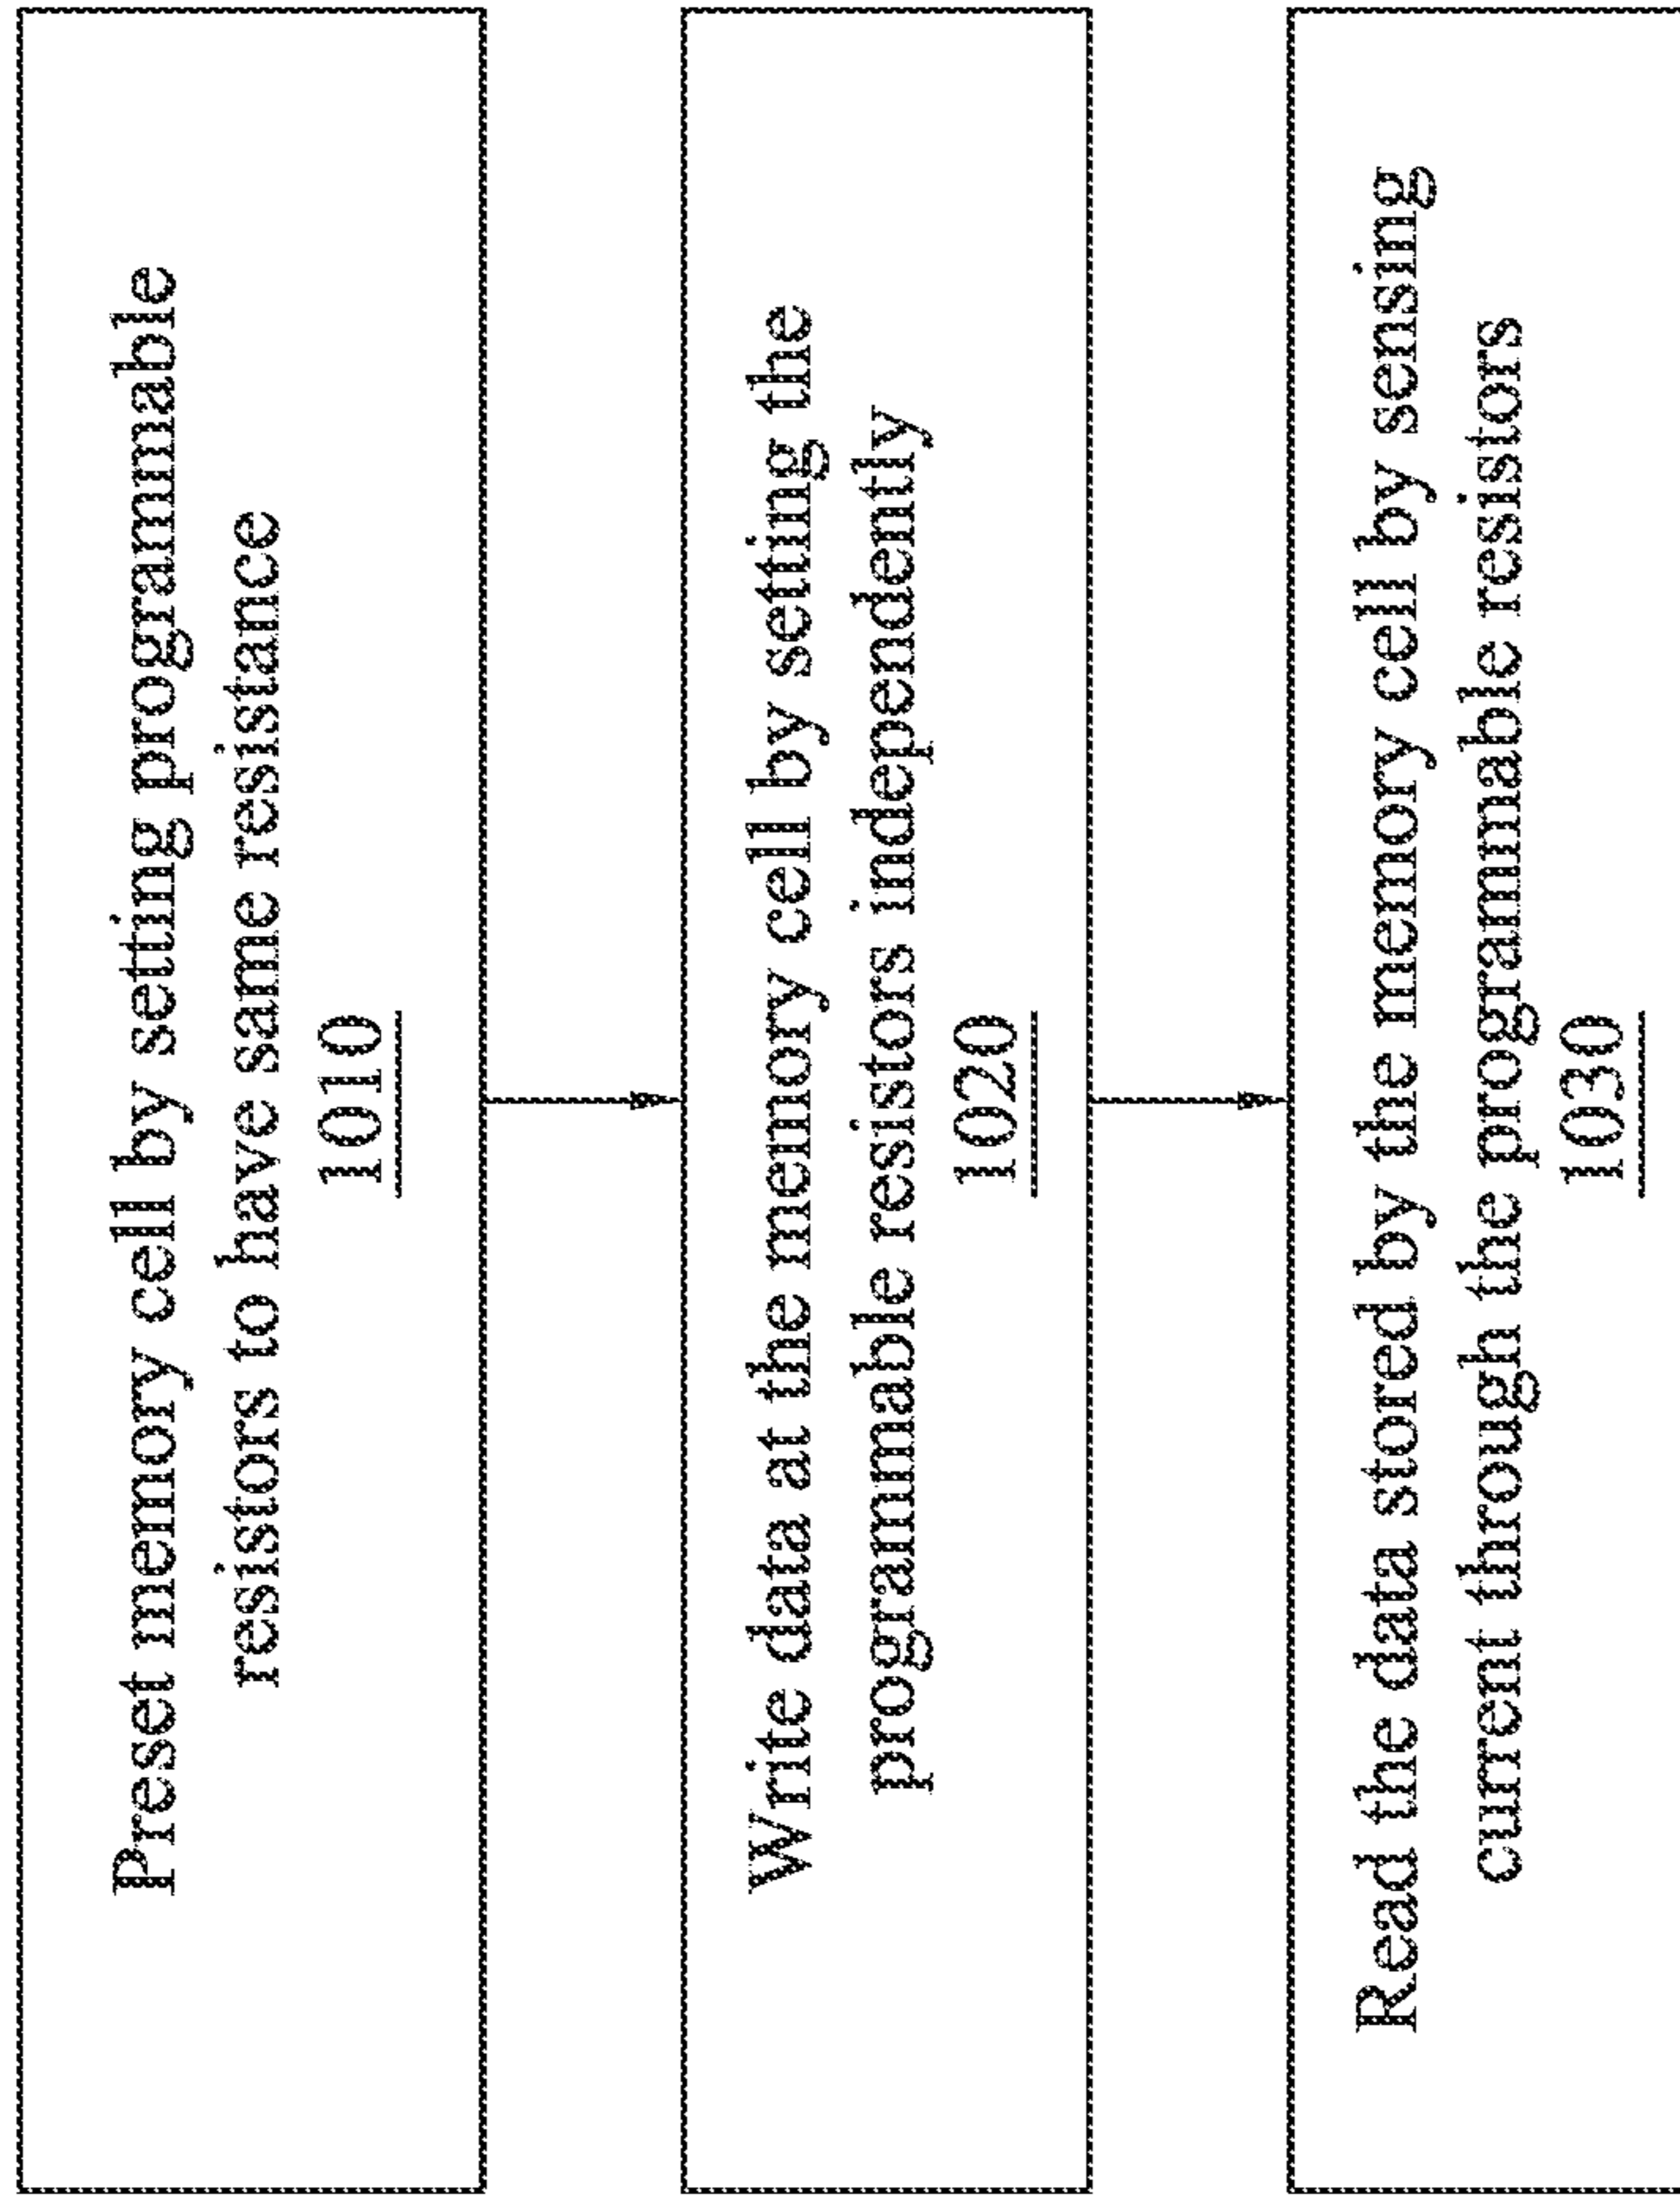 Preset memory cell by setting programmable
resistors to have same resistance
1010
Write data at the memory cell by setting the
programmable resistors independently
1020
Read the data stored by the memory cell by sensing
current through the programmable resistors
1030